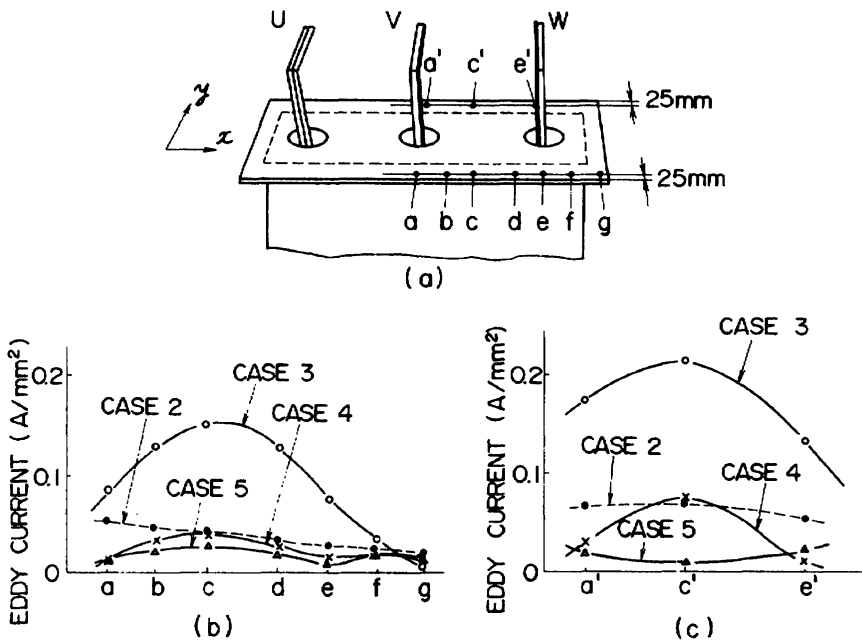 U V W
a' c' e'
y
x
25mm
25mm
a b c d e f g
(a)
EDDY CURRENT (A/mm²)
0.2
0.1
0
CASE 2
CASE 3
CASE 4
CASE 5
a b c d e f g
(b)
EDDY CURRENT (A/mm²)
0.2
0.1
0
CASE 3
CASE 2
CASE 4
CASE 5
a' c' e'
(c)